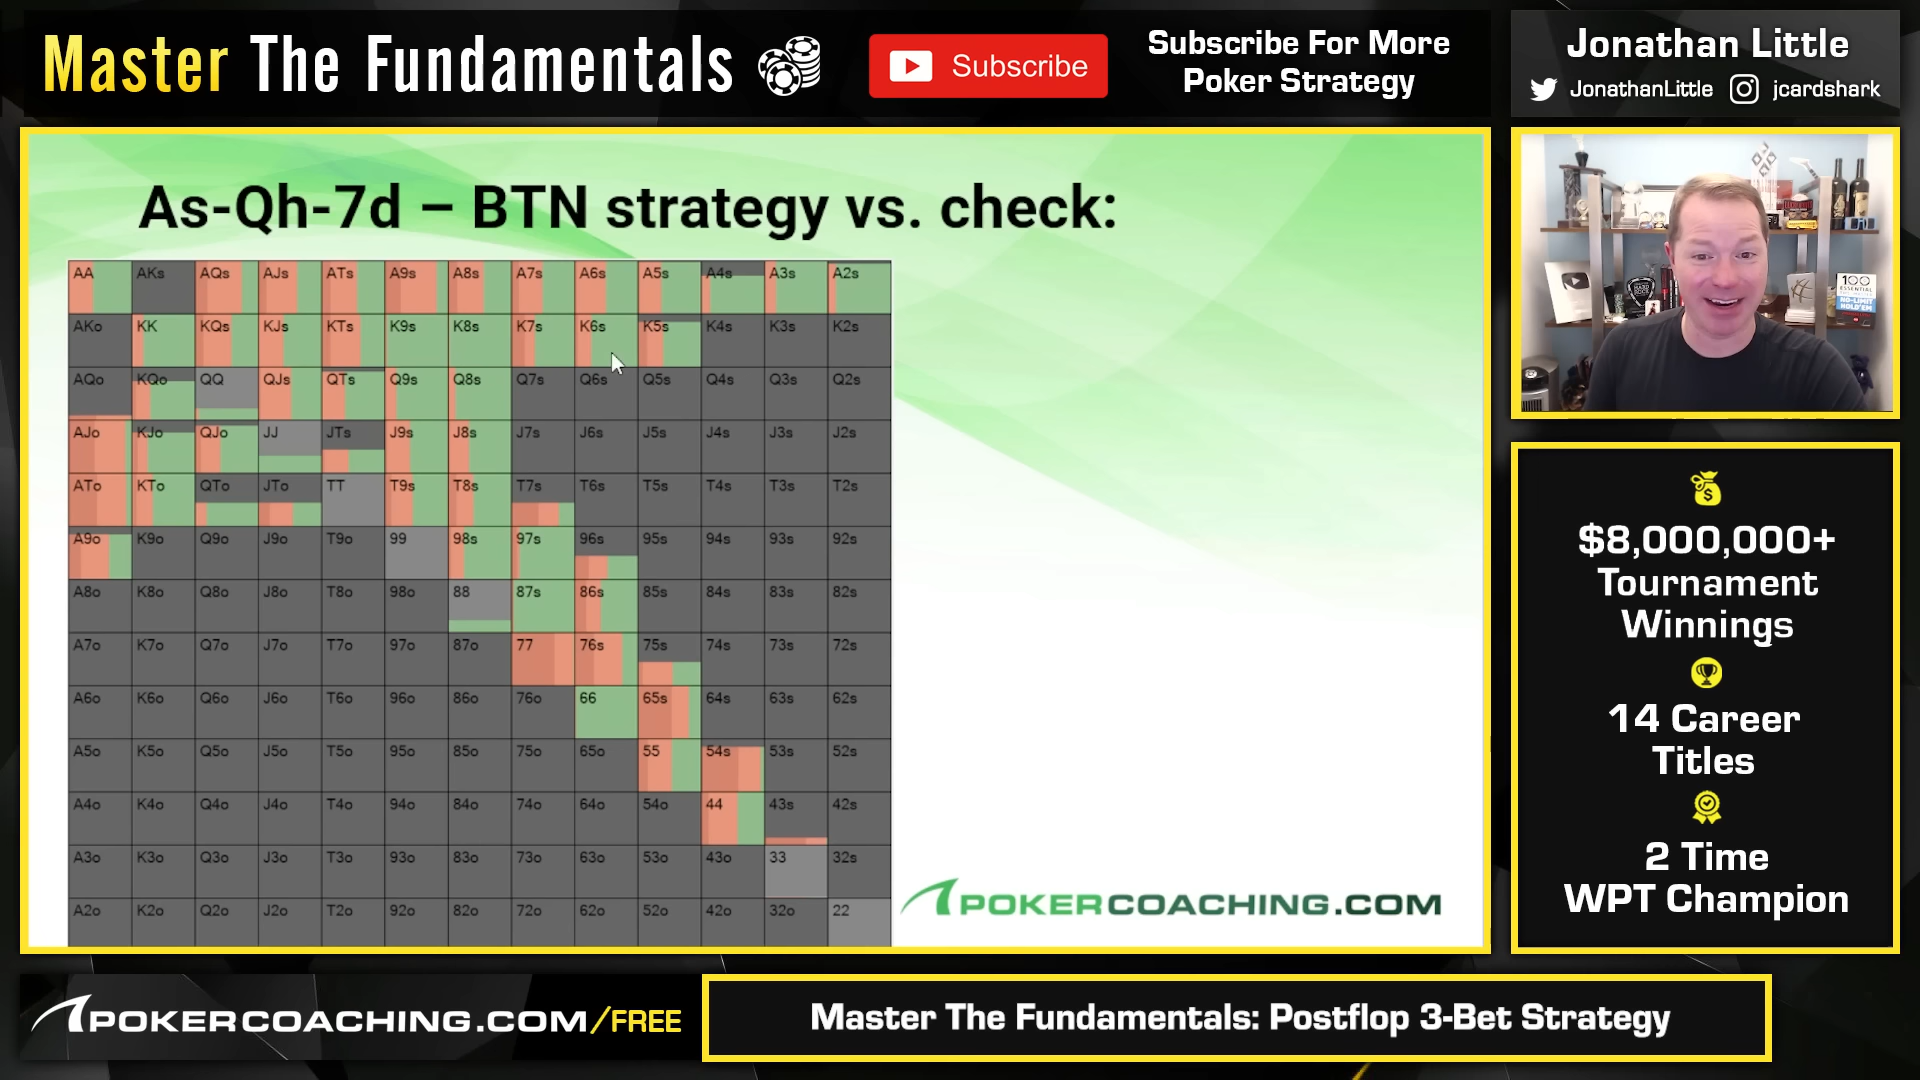 Master The Fundamentals
Subscribe
Subscribe For More
Poker Strategy
Jonathan Little
JonathanLittle jcardshark
As-Qh-7d – BTN strategy vs. check:
AA AKs AQs AJs ATs A9s A8s A7s A6s A5s A4s A3s A2s
AKo KK KQs KJs KTs K9s K8s K7s K6s K5s K4s K3s K2s
AQo KQo QQ QJs QTs Q9s Q8s Q7s Q6s Q5s Q4s Q3s Q2s
AJo KJo QJo JJ JTs J9s J8s J7s J6s J5s J4s J3s J2s
ATo KTo QTo JTo TT T9s T8s T7s T6s T5s T4s T3s T2s
A9o K9o Q9o J9o T9o 99 98s 97s 96s 95s 94s 93s 92s
A8o K8o Q8o J8o T8o 98o 88 87s 86s 85s 84s 83s 82s
A7o K7o Q7o J7o T7o 97o 87o 77 76s 75s 74s 73s 72s
A6o K6o Q6o J6o T6o 96o 86o 76o 66 65s 64s 63s 62s
A5o K5o Q5o J5o T5o 95o 85o 75o 65o 55 54s 53s 52s
A4o K4o Q4o J4o T4o 94o 84o 74o 64o 54o 44 43s 42s
A3o K3o Q3o J3o T3o 93o 83o 73o 63o 53o 43o 33 32s
A2o K2o Q2o J2o T2o 92o 82o 72o 62o 52o 42o 32o 22
POKERCOACHING.COM
100
ESSENTIAL
NO-LIMIT
HOLD'EM
$8,000,000+
Tournament
Winnings
14 Career
Titles
2 Time
WPT Champion
POKERCOACHING.COM/FREE
Master The Fundamentals: Postflop 3-Bet Strategy